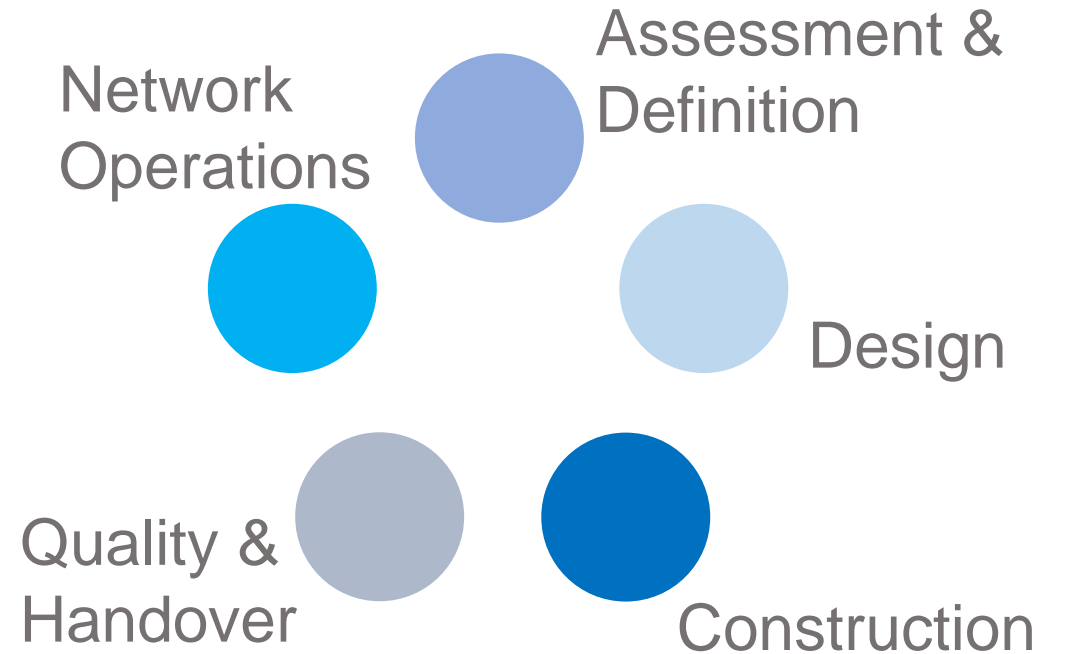 Assessment &
Definition
Network
Operations
Design
Quality &
Handover
Construction